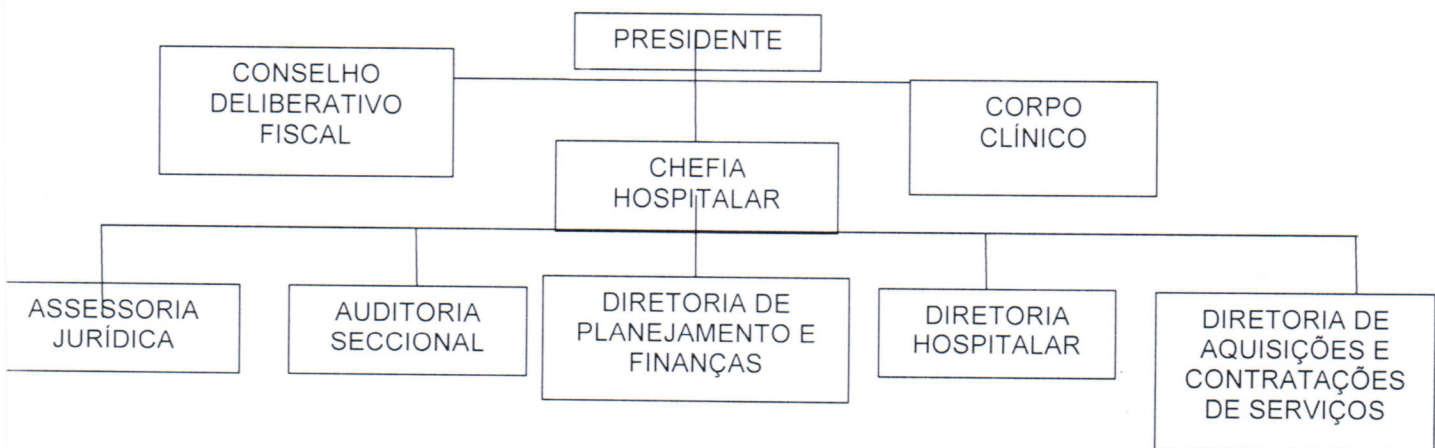 PRESIDENTE
CONSELHO
DELIBERATIVO
FISCAL
CORPO
CLÍNICO
CHEFIA
HOSPITALAR
ASSESSORIA
JURÍDICA
AUDITORIA
SECCIONAL
DIRETORIA DE
PLANEJAMENTO E
FINANÇAS
DIRETORIA
HOSPITALAR
DIRETORIA DE
AQUISIÇÕES E
CONTRATAÇÕES
DE SERVIÇOS